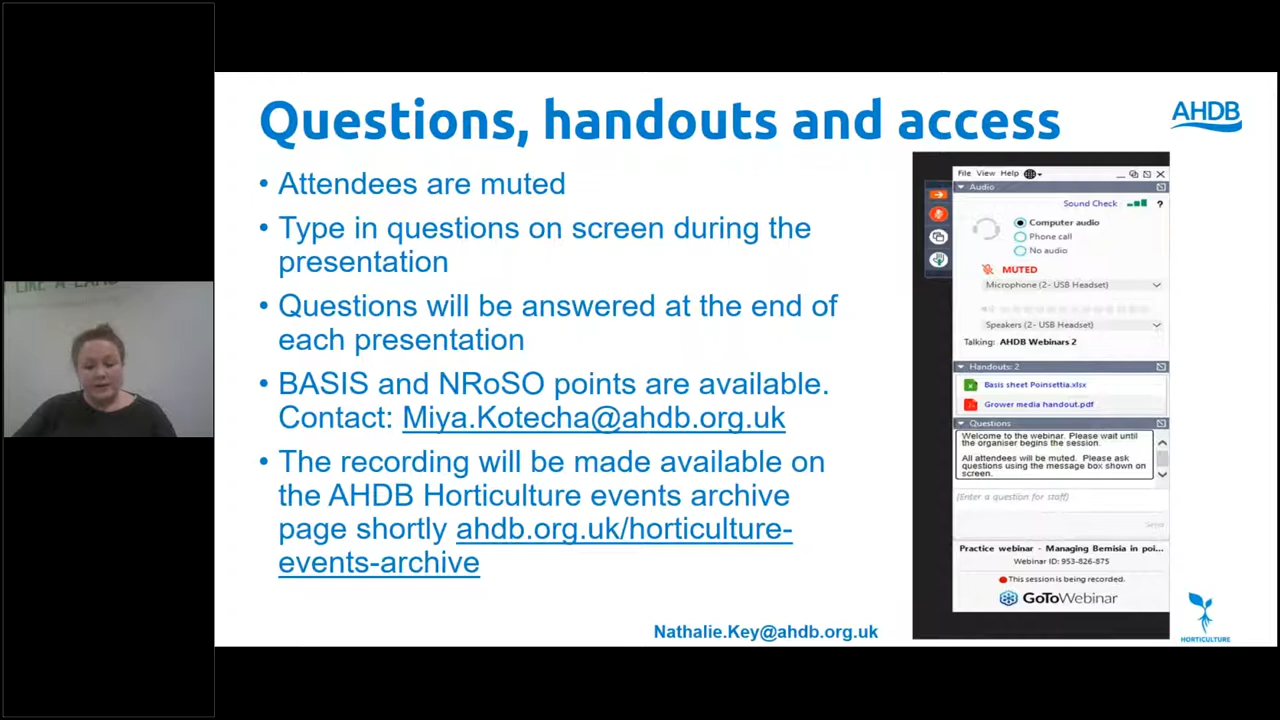 Questions, handouts and access
AHDB
• Attendees are muted
• Type in questions on screen during the
presentation
• Questions will be answered at the end of
each presentation
• BASIS and NRoSO points are available.
Contact: Miya.Kotecha@ahdb.org.uk
• The recording will be made available on
the AHDB Horticulture events archive
page shortly ahdb.org.uk/horticulture-
events-archive
Nathalie.Key@ahdb.org.uk
File View Help
Audio
Sound Check ?
Computer audio
Phone call
No audio
MUTED
Microphone (2- USB Headset)
Speakers (2- USB Headset)
Talking: AHDB Webinars 2
Handouts: 2
Basis sheet Poinsettia.xlsx
Grower media handout.pdf
Questions
Welcome to the webinar. Please wait until
the organiser begins the session.
All attendees will be muted. Please ask
questions using the message box shown on
screen.
(Enter a question for staff)
Send
Practice webinar - Managing Bemisia in poi...
Webinar ID: 953-826-875
This session is being recorded.
GoToWebinar
HORTICULTURE